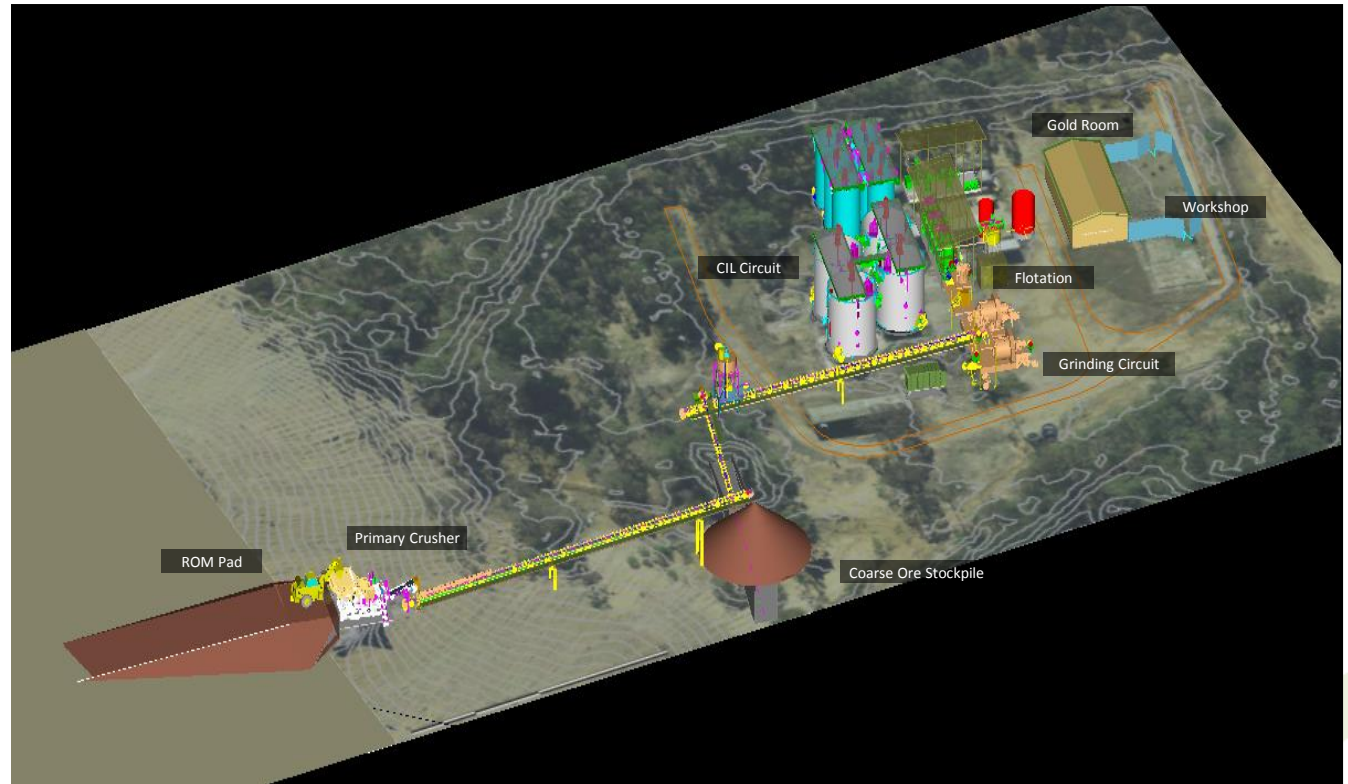 Gold Room
Workshop
CIL Circuit
Flotation
Grinding Circuit
Primary Crusher
ROM Pad
Coarse Ore Stockpile